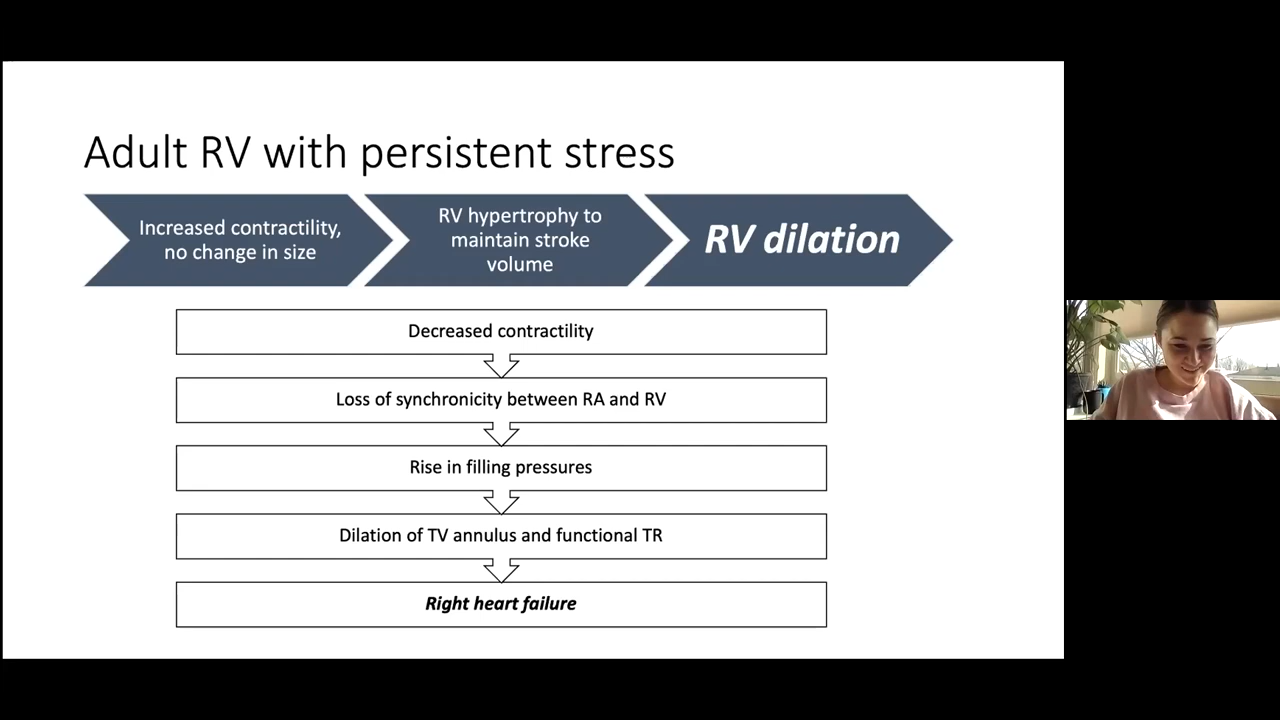 Adult RV with persistent stress
Increased contractility,
no change in size
RV hypertrophy to
maintain stroke
volume
RV dilation
Decreased contractility
Loss of synchronicity between RA and RV
Rise in filling pressures
Dilation of TV annulus and functional TR
Right heart failure